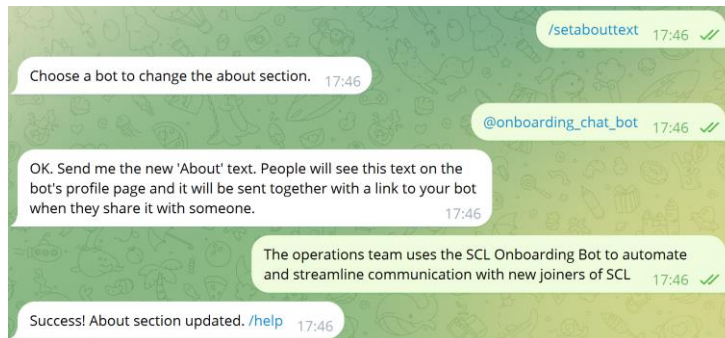 /setabouttext 17:46
Choose a bot to change the about section. 17:46
@onboarding_chat_bot 17:46
OK. Send me the new 'About' text. People will see this text on the
bot's profile page and it will be sent together with a link to your bot
when they share it with someone.
17:46
The operations team uses the SCL Onboarding Bot to automate
and streamline communication with new joiners of SCL 17:46
Success! About section updated. /help 17:46